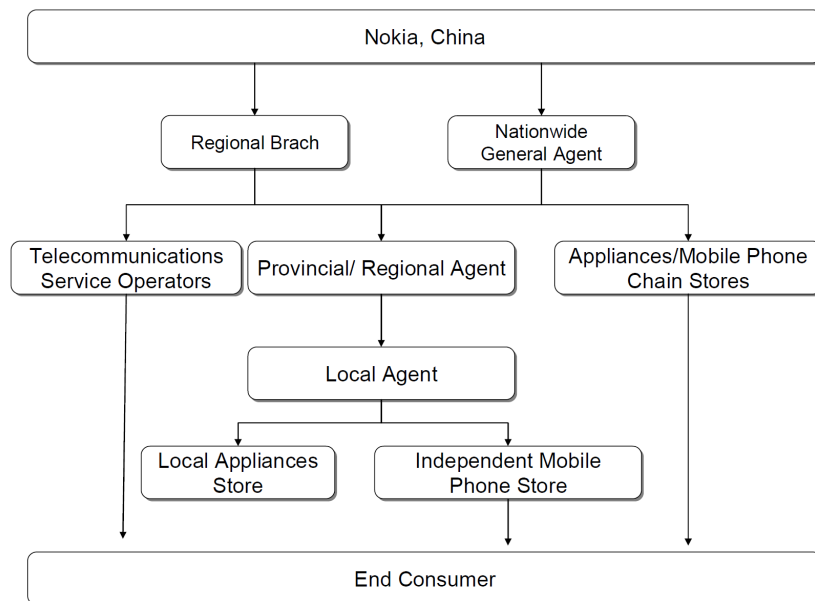 Nokia, China
Regional Brach
Nationwide
General Agent
Telecommunications
Service Operators
Provincial/ Regional Agent
Appliances/Mobile Phone
Chain Stores
Local Agent
Local Appliances
Store
Independent Mobile
Phone Store
End Consumer